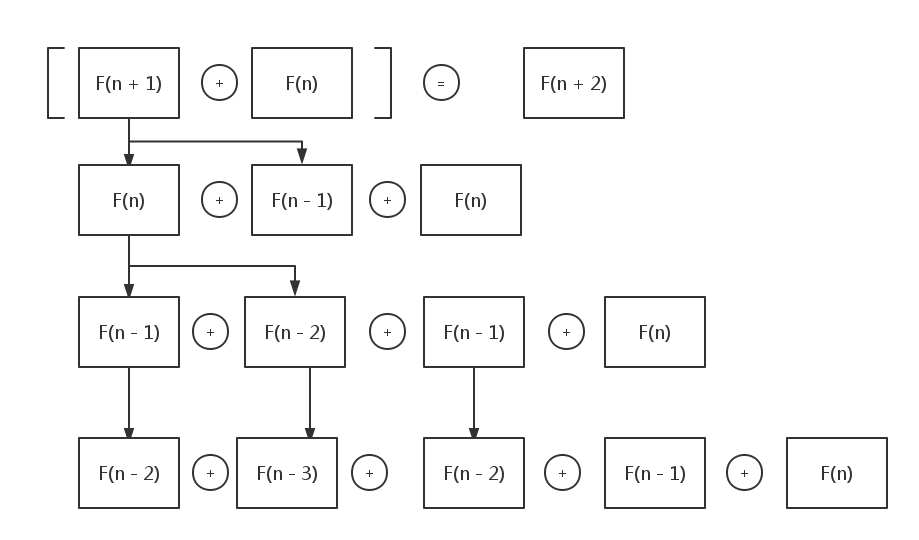 F(n + 1) + F(n) = F(n + 2)
F(n) + F(n - 1) + F(n)
F(n - 1) + F(n - 2) + F(n - 1) + F(n)
F(n - 2) + F(n - 3) + F(n - 2) + F(n - 1) + F(n)